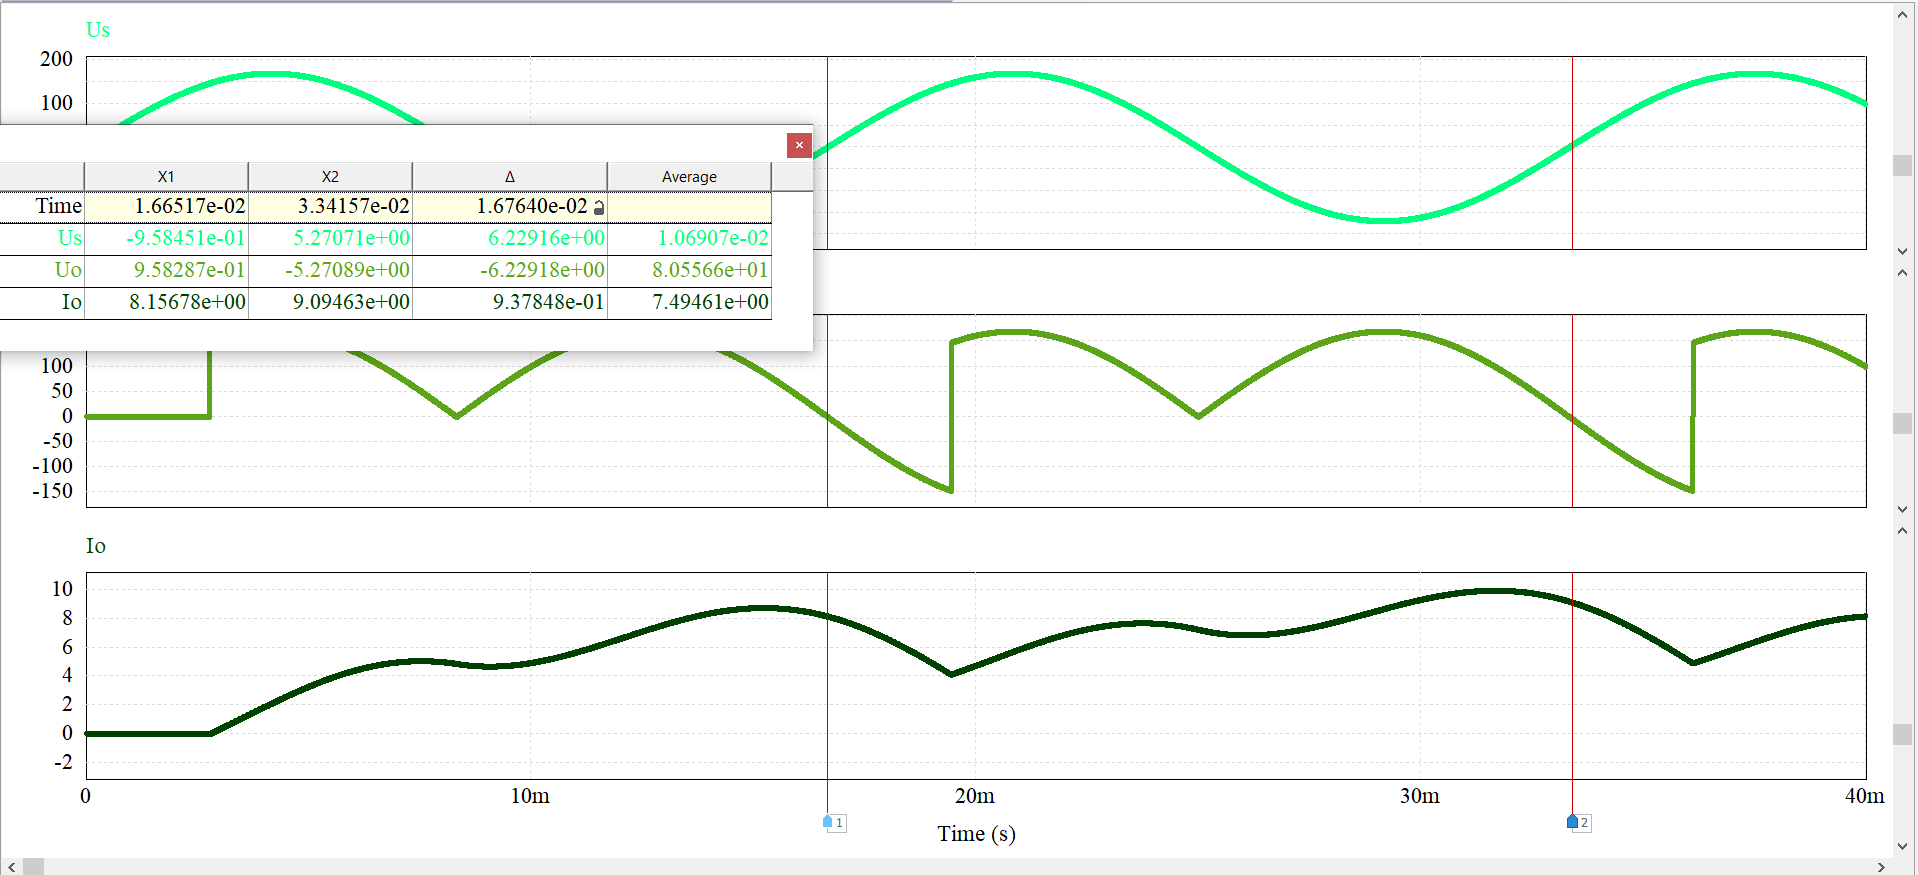 Us
200
100
×
X1 X2 Δ Average
Time 1.66517e-02 3.34157e-02 1.67640e-02
Us -9.58451e-01 5.27071e+00 6.22916e+00 1.06907e-02
Uo 9.58287e-01 -5.27089e+00 -6.22918e+00 8.05566e+01
Io 8.15678e+00 9.09463e+00 9.37848e-01 7.49461e+00
100
50
0
-50
-100
-150
Io
10
8
6
4
2
0
-2
0 10m 20m 30m 40m
1 2
Time (s)